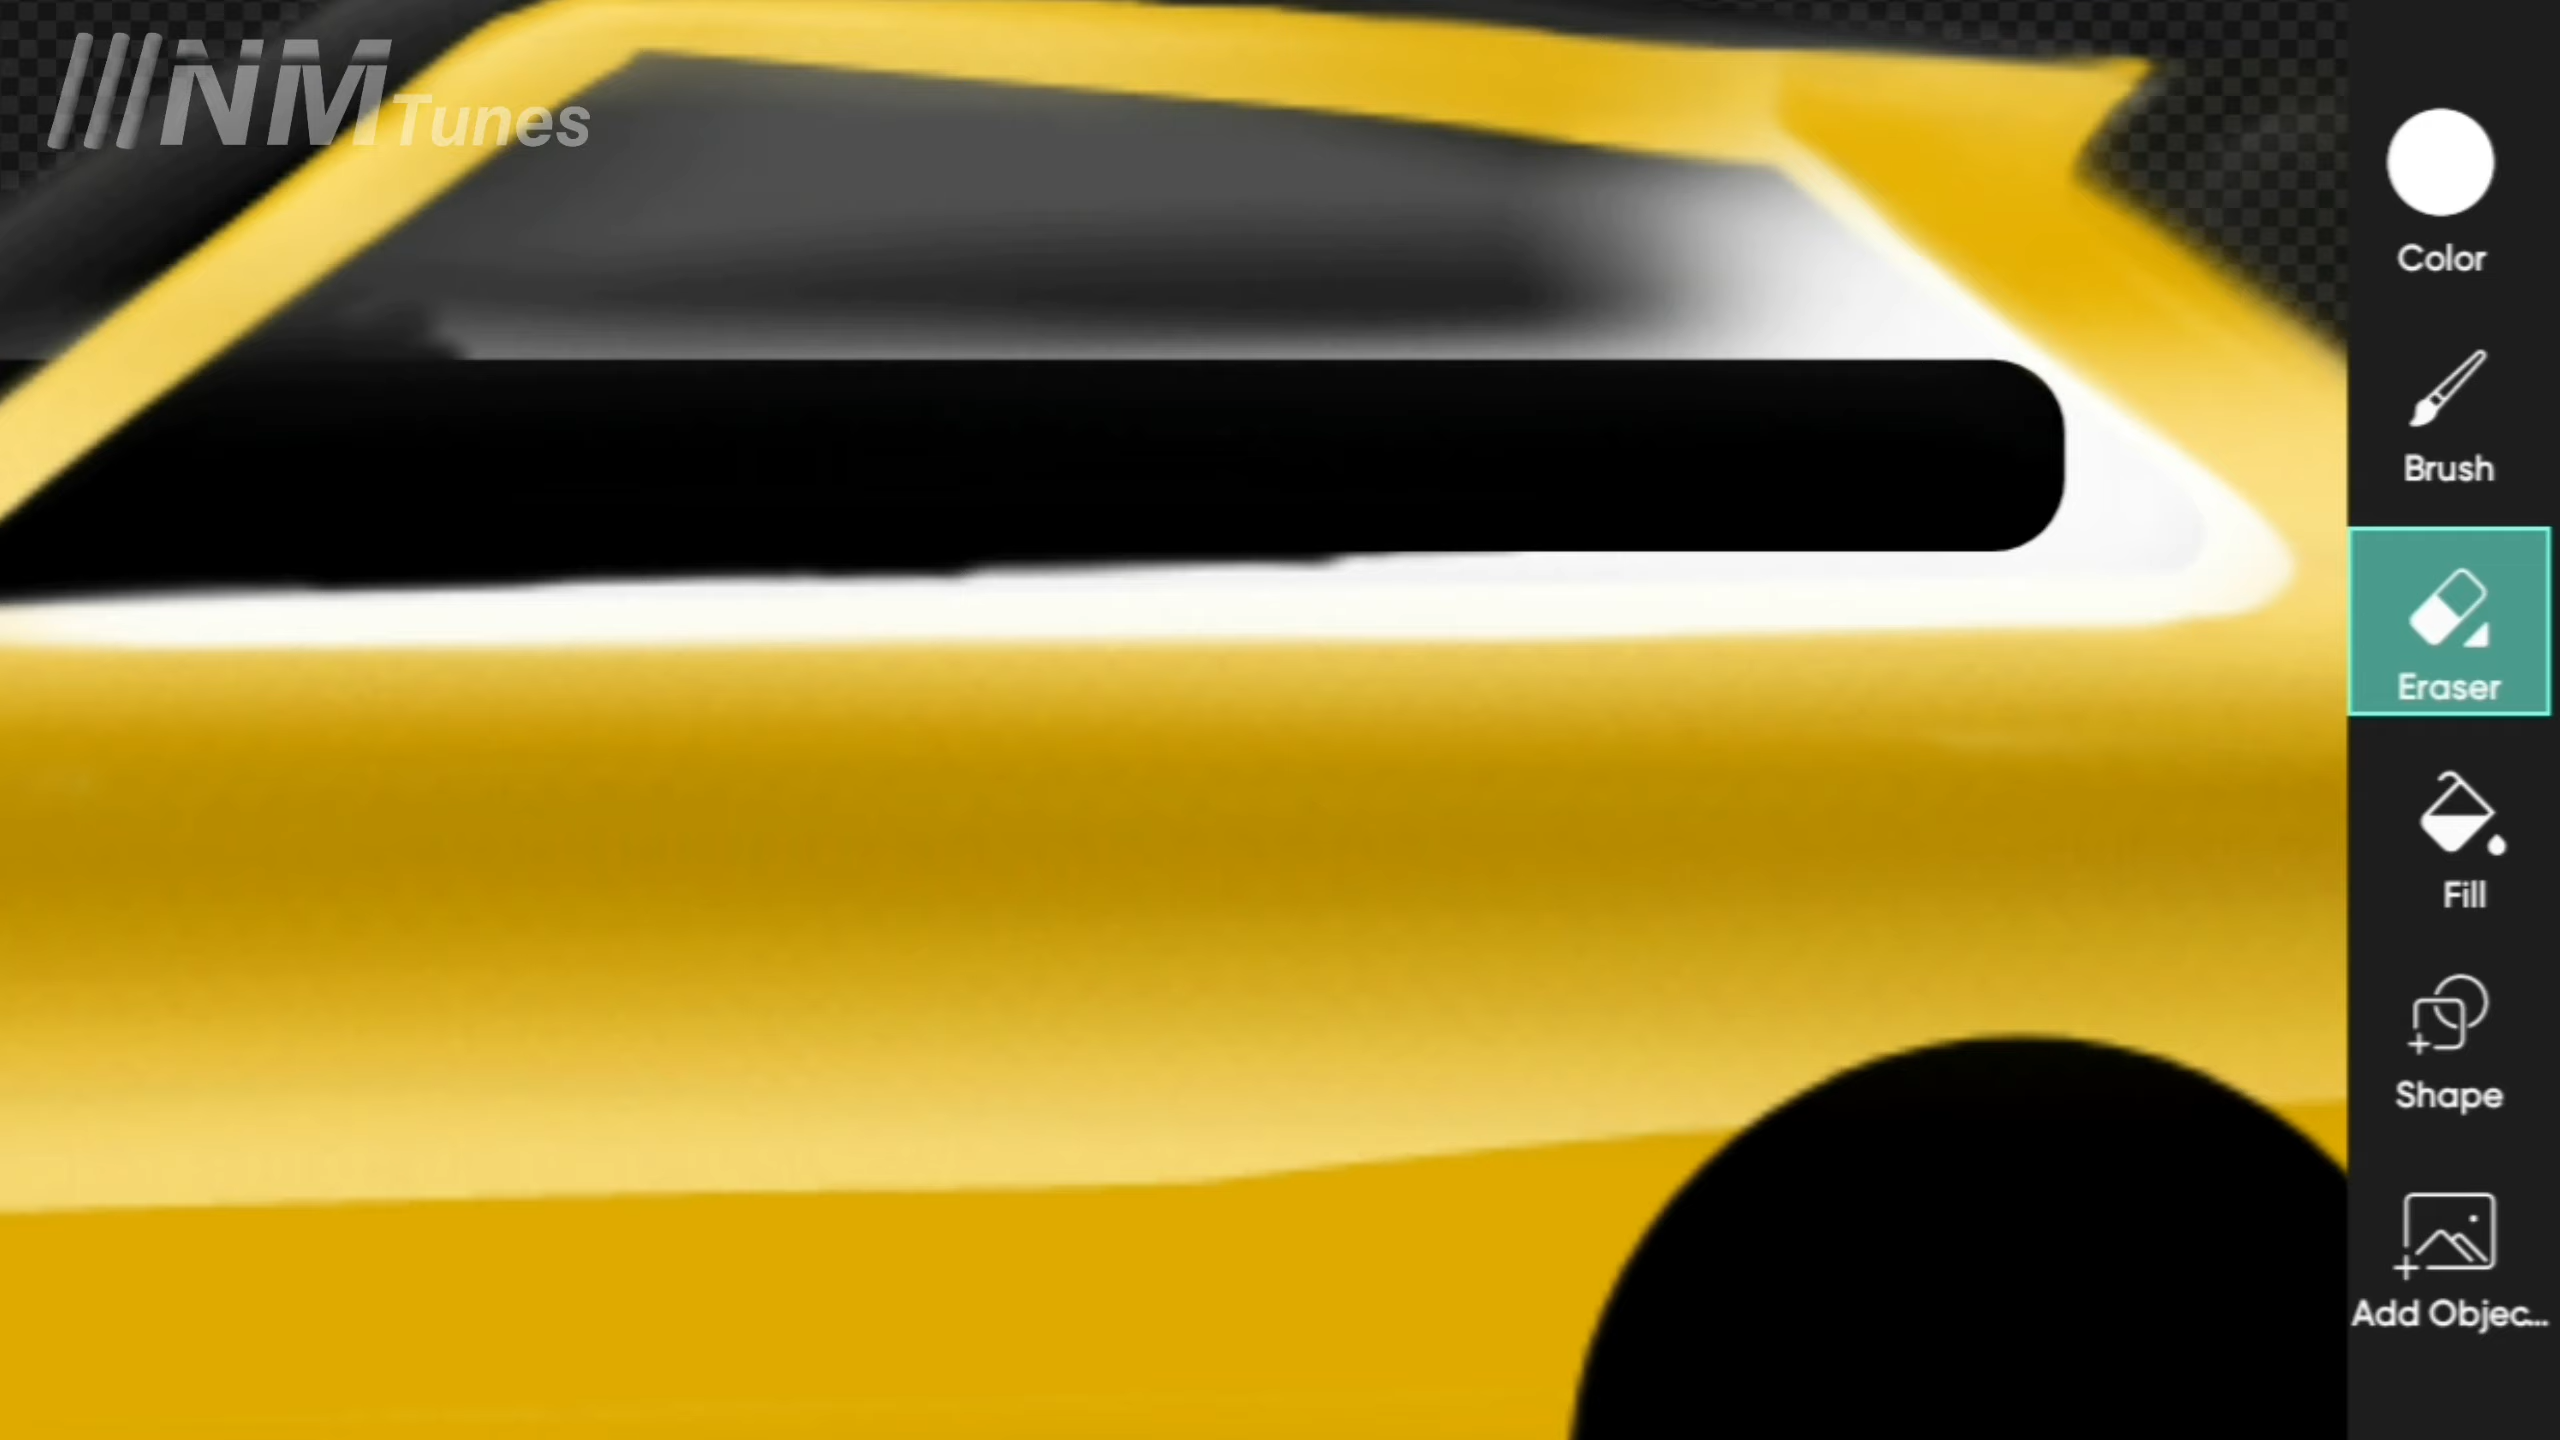 ///NM Tunes
Color
Brush
Eraser
Fill
Shape
Add Objec...